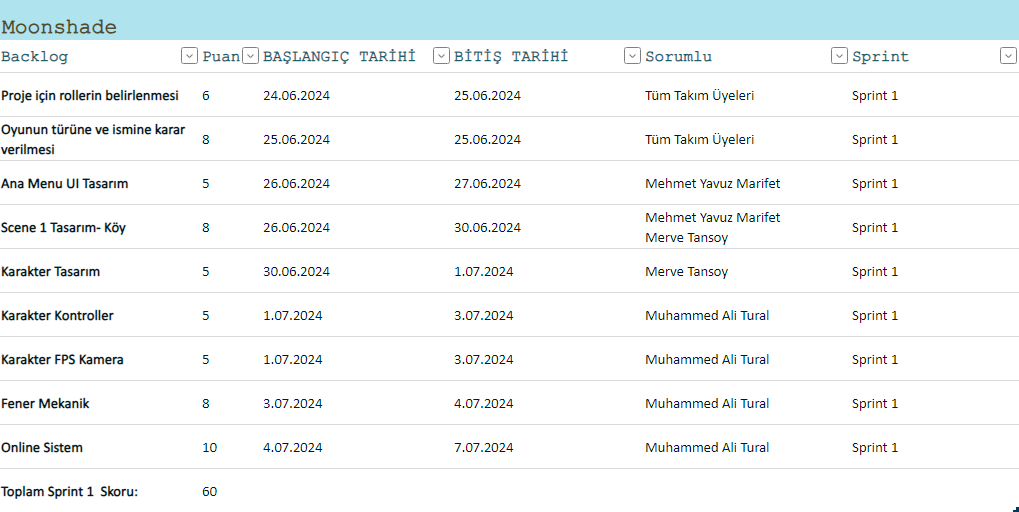 Moonshade
Backlog Puan BAŞLANGIÇ TARİHİ BİTİŞ TARİHİ Sorumlu Sprint
Proje için rollerin belirlenmesi 6 24.06.2024 25.06.2024 Tüm Takım Üyeleri Sprint 1
Oyunun türüne ve ismine karar
verilmesi 8 25.06.2024 25.06.2024 Tüm Takım Üyeleri Sprint 1
Ana Menu UI Tasarım 5 26.06.2024 27.06.2024 Mehmet Yavuz Marifet Sprint 1
Scene 1 Tasarım- Köy 8 26.06.2024 30.06.2024 Mehmet Yavuz Marifet
Merve Tansoy Sprint 1
Karakter Tasarım 5 30.06.2024 1.07.2024 Merve Tansoy Sprint 1
Karakter Kontroller 5 1.07.2024 3.07.2024 Muhammed Ali Tural Sprint 1
Karakter FPS Kamera 5 1.07.2024 3.07.2024 Muhammed Ali Tural Sprint 1
Fener Mekanik 8 3.07.2024 4.07.2024 Muhammed Ali Tural Sprint 1
Online Sistem 10 4.07.2024 7.07.2024 Muhammed Ali Tural Sprint 1
Toplam Sprint 1 Skoru: 60